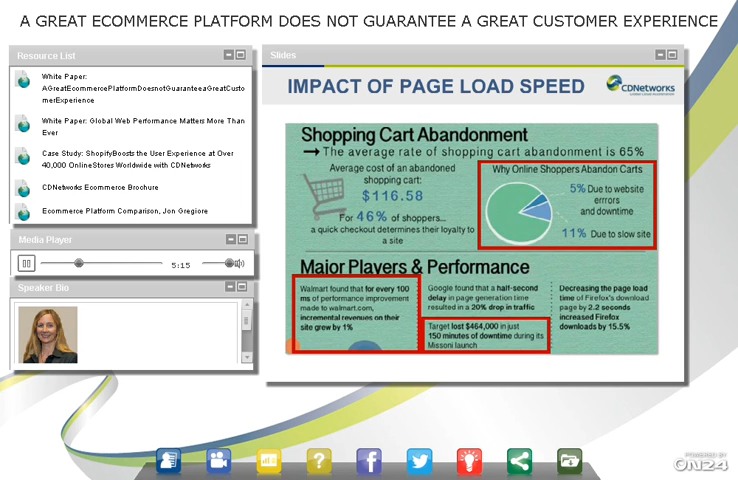 A GREAT ECOMMERCE PLATFORM DOES NOT GUARANTEE A GREAT CUSTOMER EXPERIENCE
Resource List
White Paper:
AGreatEcommercePlatformDoesnotGuaranteeaGreatCusto
merExperience
White Paper: Global Web Performance Matters More Than
Ever
Case Study: ShopifyBoosts the User Experience at Over
40,000 OnlineStores Worldwide with CDNetworks
CDNetworks Ecommerce Brochure
Ecommerce Platform Comparison, Jon Gregiore
Media Player
5:15
Speaker Bio
Slides
IMPACT OF PAGE LOAD SPEED
CDNetworks
Shopping Cart Abandonment
The average rate of shopping cart abandonment is 65%
Average cost of an abandoned
shopping cart:
$116.58
For 46% of shoppers...
a quick checkout determines their loyalty to
a site
Why Online Shoppers Abandon Carts
5% Due to website
errrors
and downtime
11% Due to slow site
Major Players & Performance
Walmart found that for every 100
ms of performance improvement
made to walmart.com,
incremental revenues on their
site grew by 1%
Google found that a half-second
delay in page generation time
resulted in a 20% drop in traffic
Target lost $464,000 in just
150 minutes of downtime during its
Missoni launch
Decreasing the page load
time of Firefox's download
page by 2.2 seconds
increased Firefox
downloads by 15.5%
POWERED BY
ON24